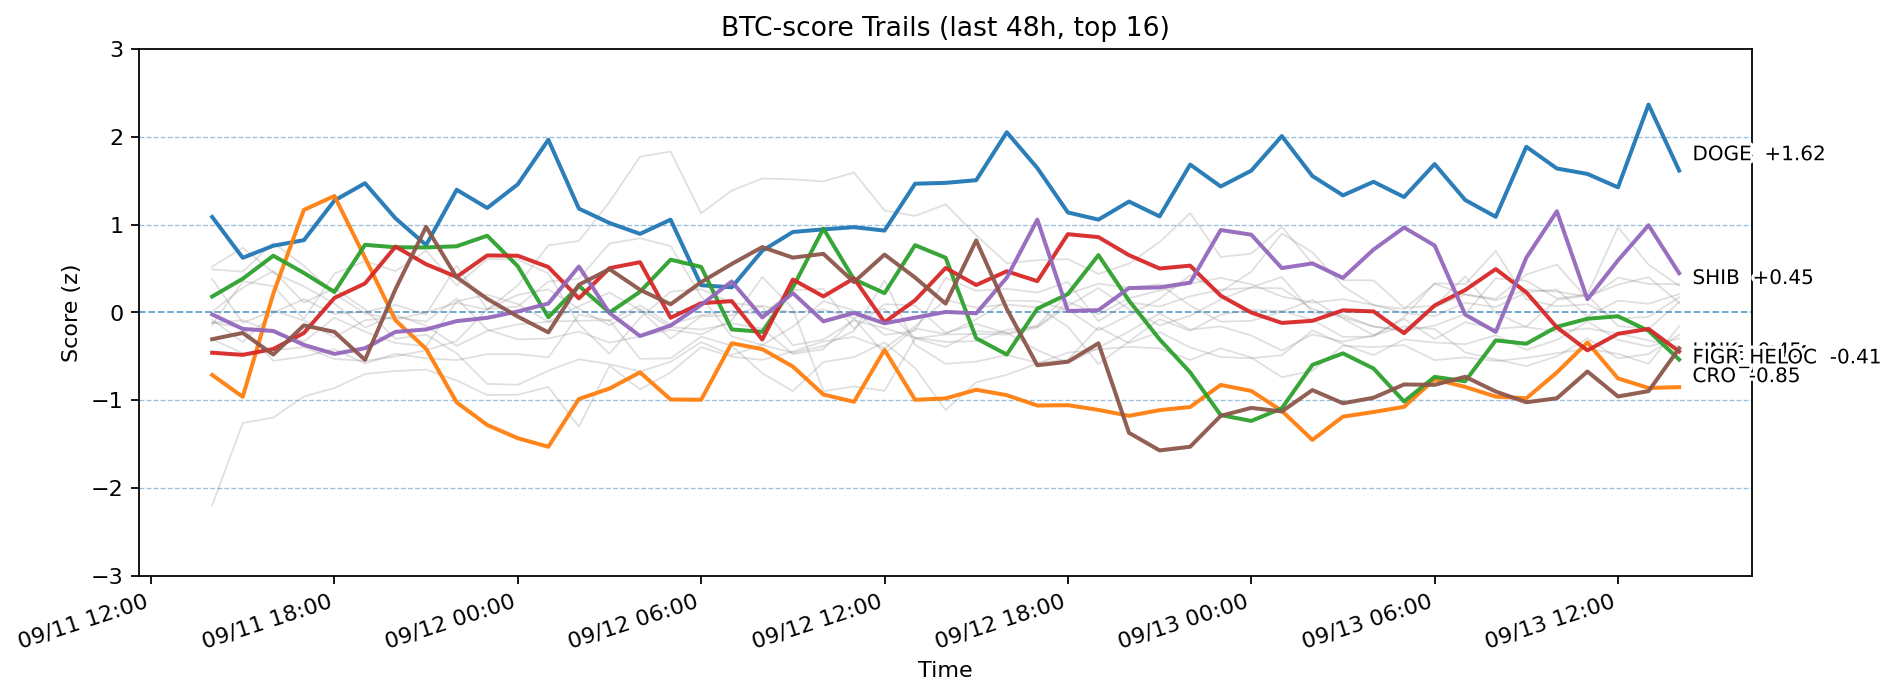 BTC-score Trails (last 48h, top 16)
Score (z)
3
2
1
0
−1
−2
−3
DOGE +1.62
SHIB +0.45
FIGR_HELOC -0.41
CRO -0.85
09/11 12:00
09/11 18:00
09/12 00:00
09/12 06:00
09/12 12:00
09/12 18:00
09/13 00:00
09/13 06:00
09/13 12:00
Time